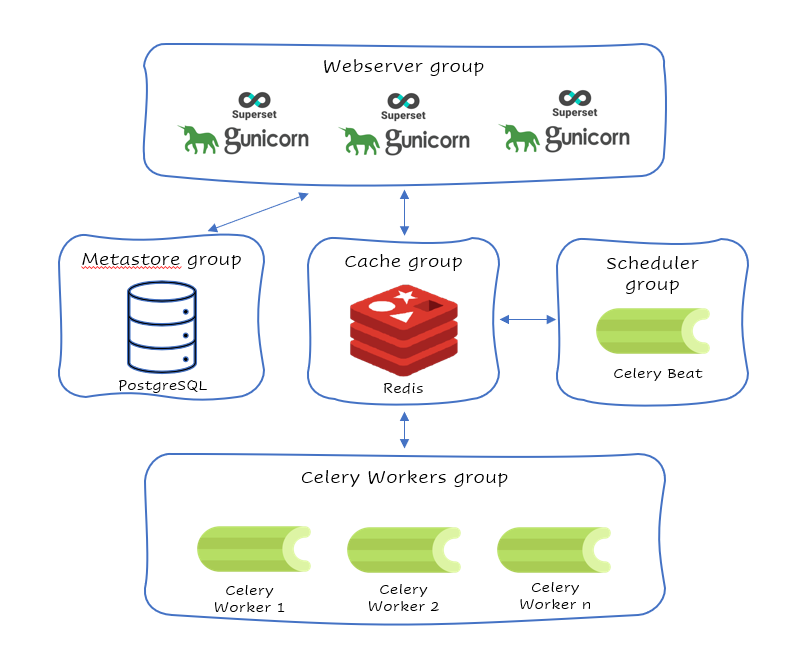 Webserver group
Superset
gunicorn
Superset
gunicorn
Superset
gunicorn
Metastore group
PostgreSQL
Cache group
Redis
Scheduler
group
Celery Beat
Celery Workers group
Celery
Worker 1
Celery
Worker 2
Celery
Worker n